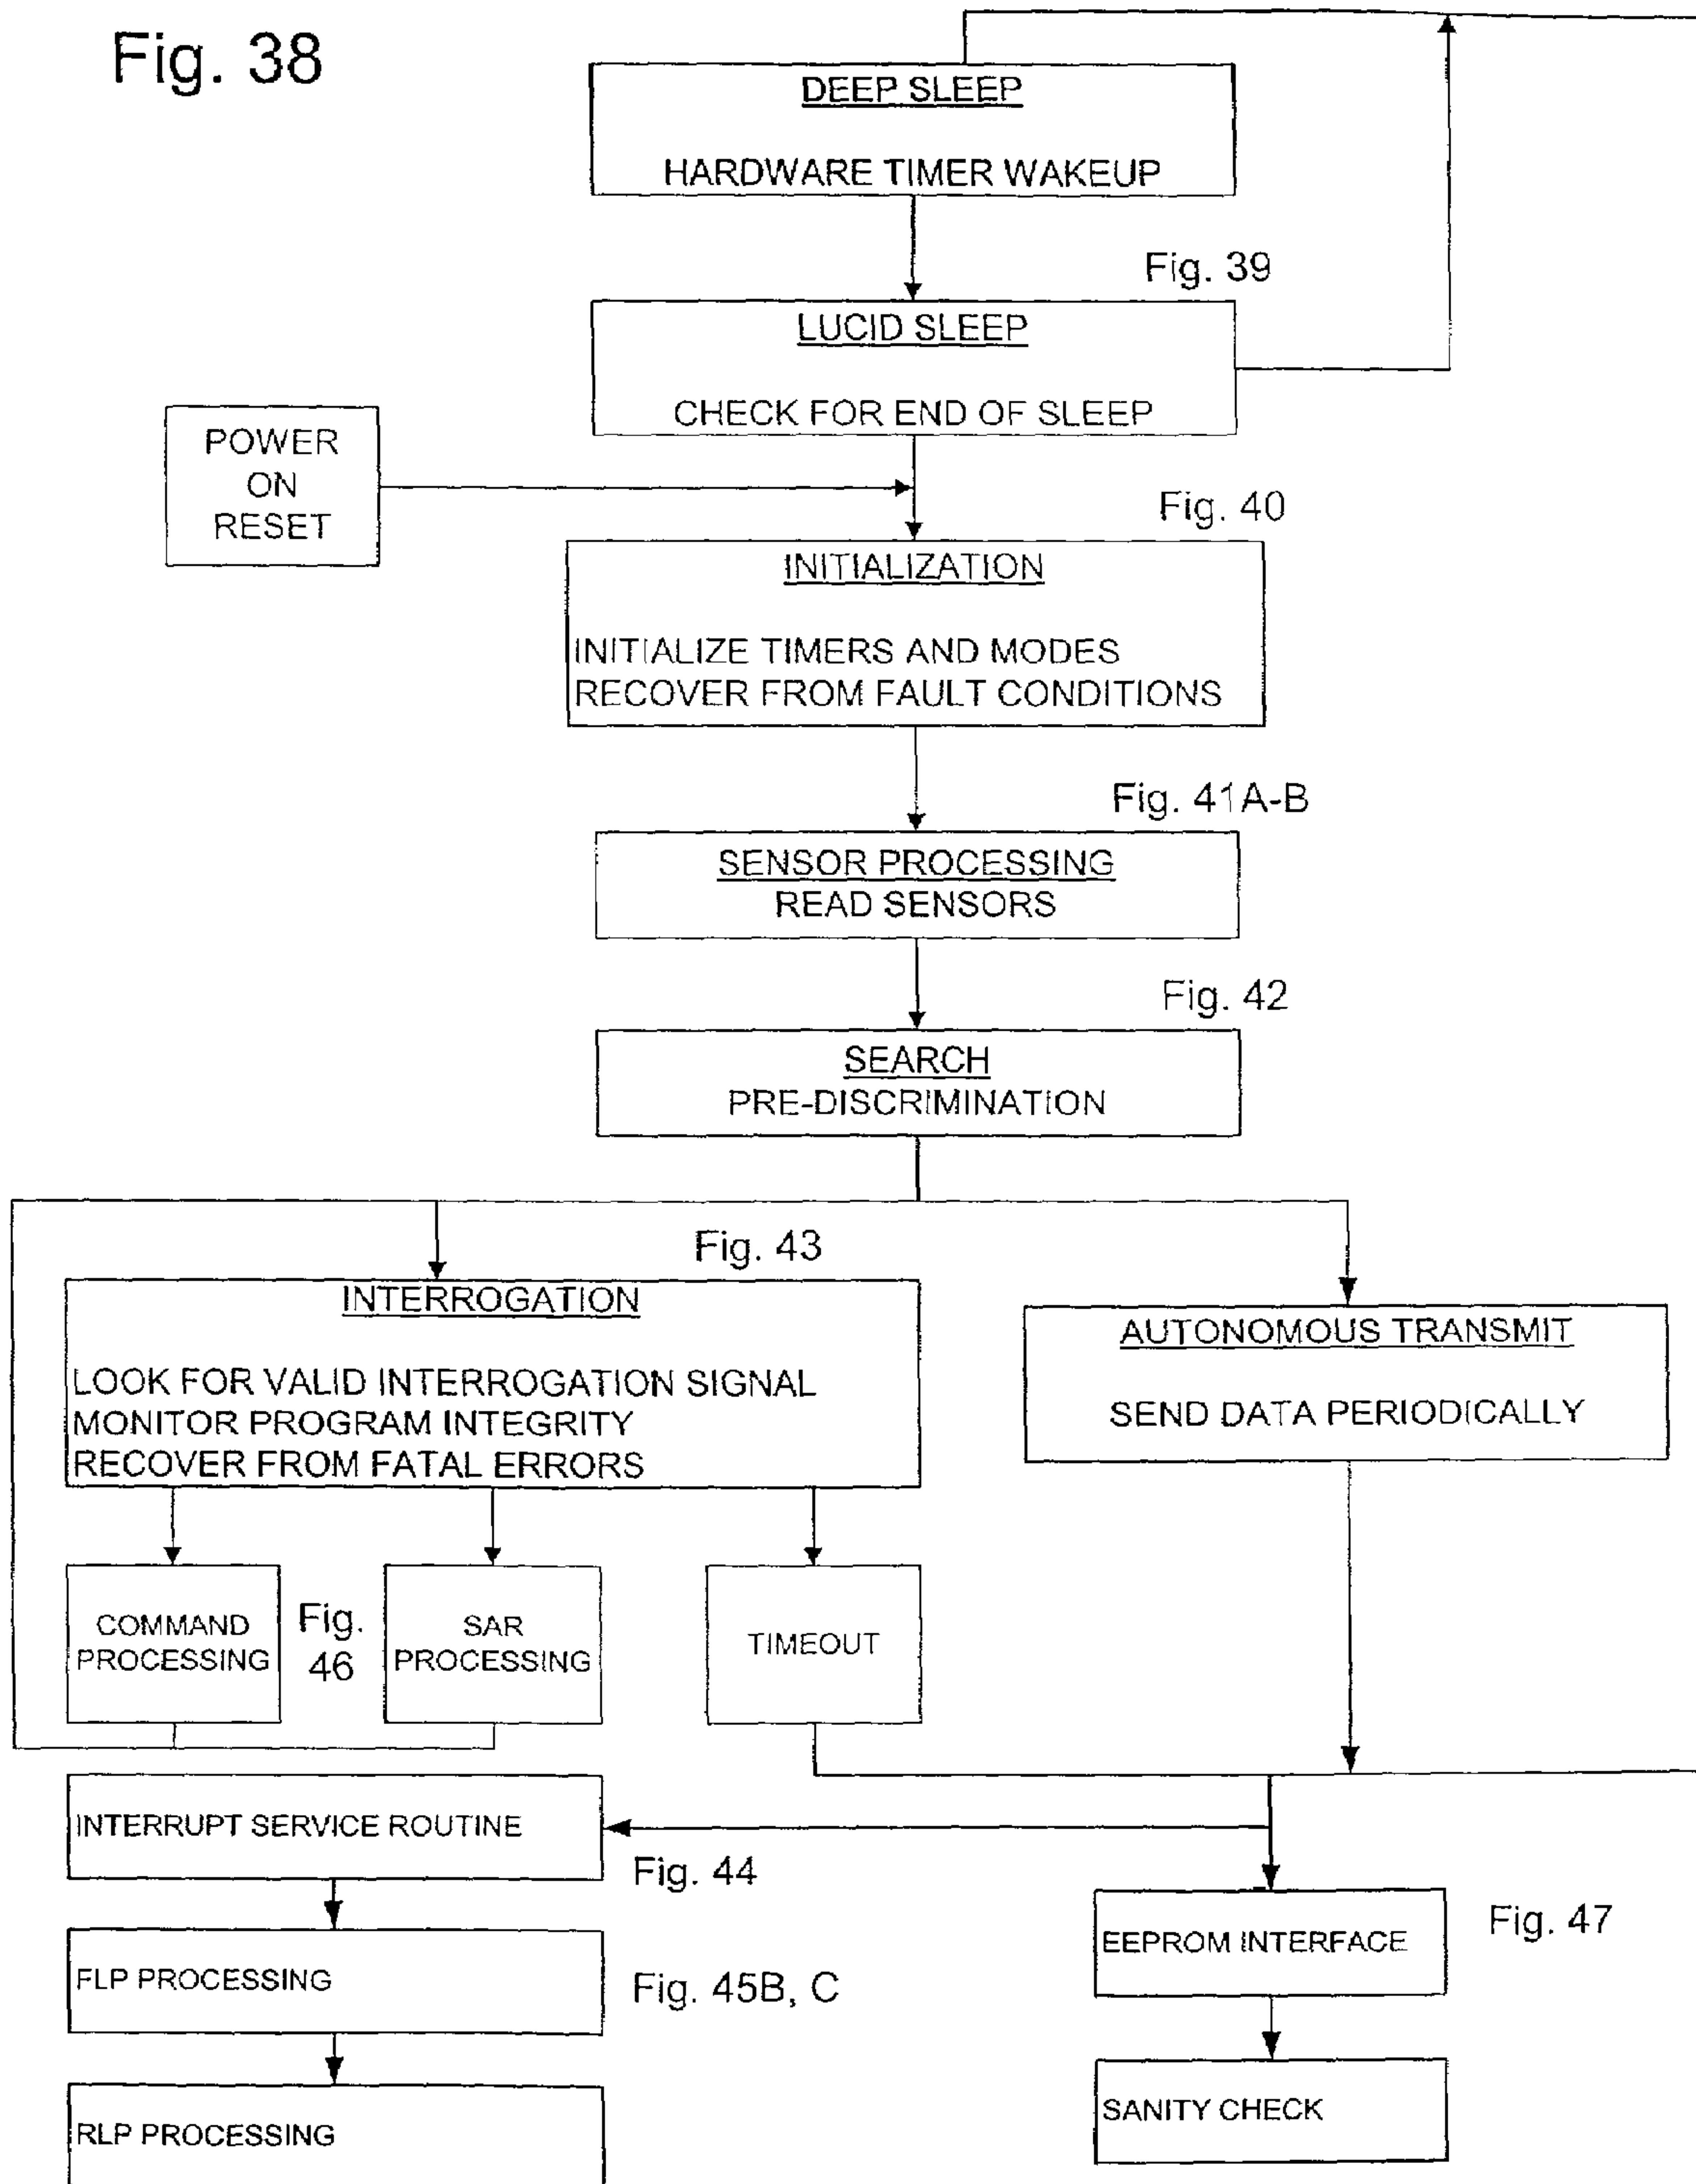 Fig. 38
DEEP SLEEP
HARDWARE TIMER WAKEUP
Fig. 39
LUCID SLEEP
CHECK FOR END OF SLEEP
POWER
ON
RESET
Fig. 40
INITIALIZATION
INITIALIZE TIMERS AND MODES
RECOVER FROM FAULT CONDITIONS
Fig. 41A-B
SENSOR PROCESSING
READ SENSORS
Fig. 42
SEARCH
PRE-DISCRIMINATION
Fig. 43
INTERROGATION
LOOK FOR VALID INTERROGATION SIGNAL
MONITOR PROGRAM INTEGRITY
RECOVER FROM FATAL ERRORS
AUTONOMOUS TRANSMIT
SEND DATA PERIODICALLY
COMMAND
PROCESSING
Fig.
46
SAR
PROCESSING
TIMEOUT
INTERRUPT SERVICE ROUTINE
Fig. 44
FLP PROCESSING
Fig. 45B, C
RLP PROCESSING
EEPROM INTERFACE
Fig. 47
SANITY CHECK